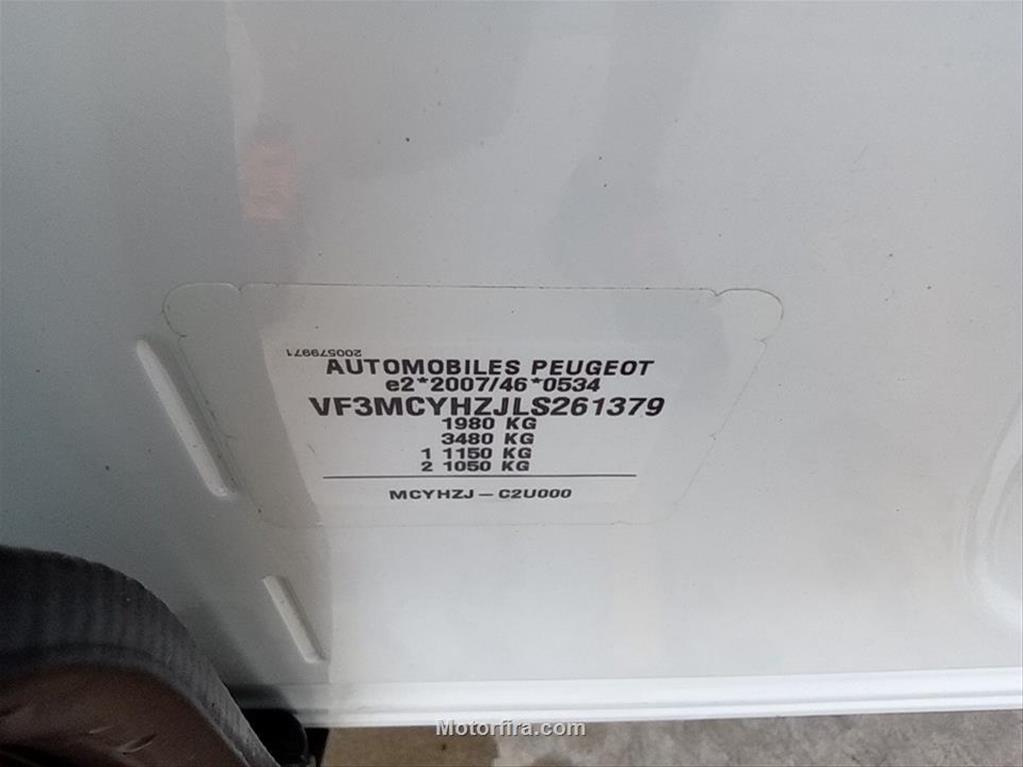 200579971
AUTOMOBILES PEUGEOT
e2*2007/46*0534
VF3MCYHZJLS261379
1980 KG
3480 KG
1 1150 KG
2 1050 KG
MCYHZJ – C2U000
Motorfira.com